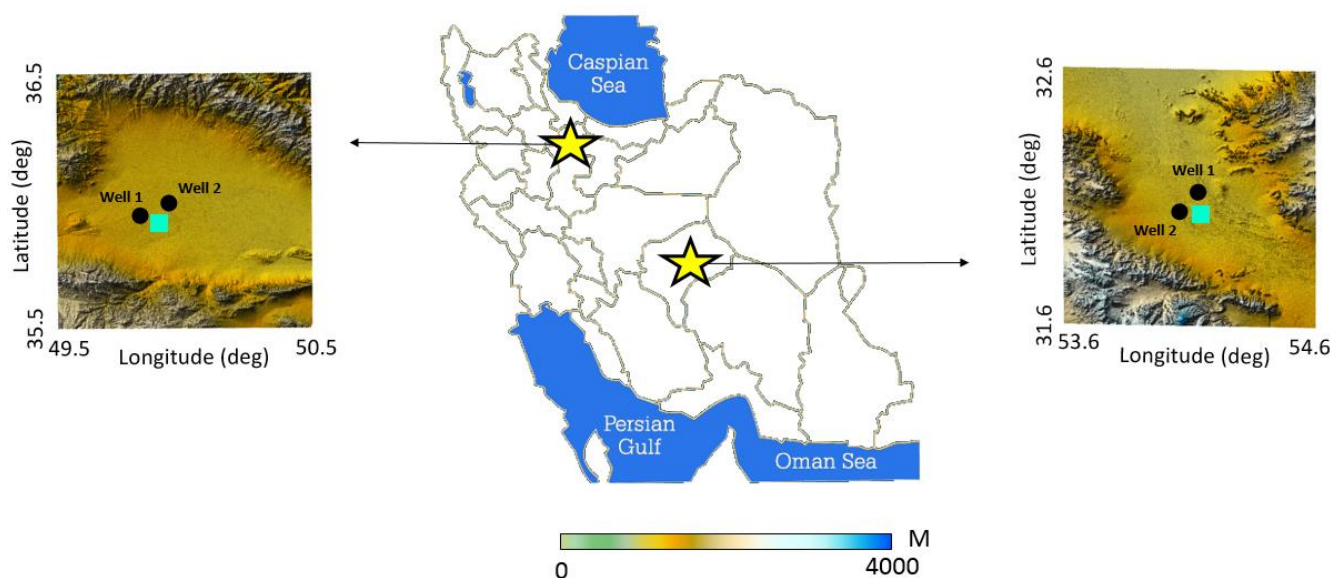 36.5
Latitude (deg)
35.5
49.5
Longitude (deg)
50.5
Well 1
Well 2
Caspian
Sea
Persian
Gulf
Oman Sea
32.6
Latitude (deg)
31.6
53.6
Longitude (deg)
54.6
Well 1
Well 2
0
4000
M